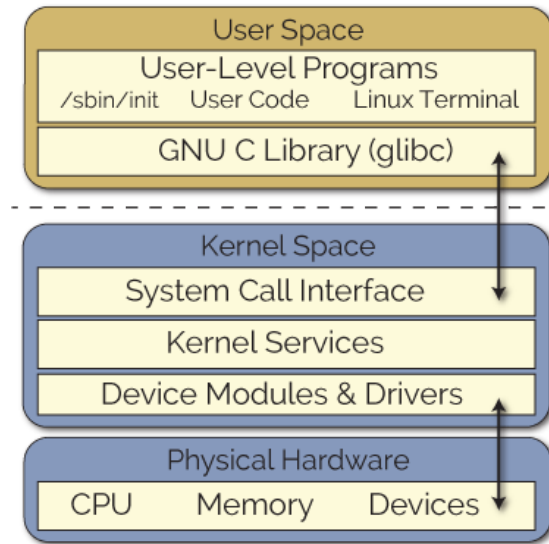 User Space
User-Level Programs
/sbin/init User Code Linux Terminal
GNU C Library (glibc)
Kernel Space
System Call Interface
Kernel Services
Device Modules & Drivers
Physical Hardware
CPU Memory Devices